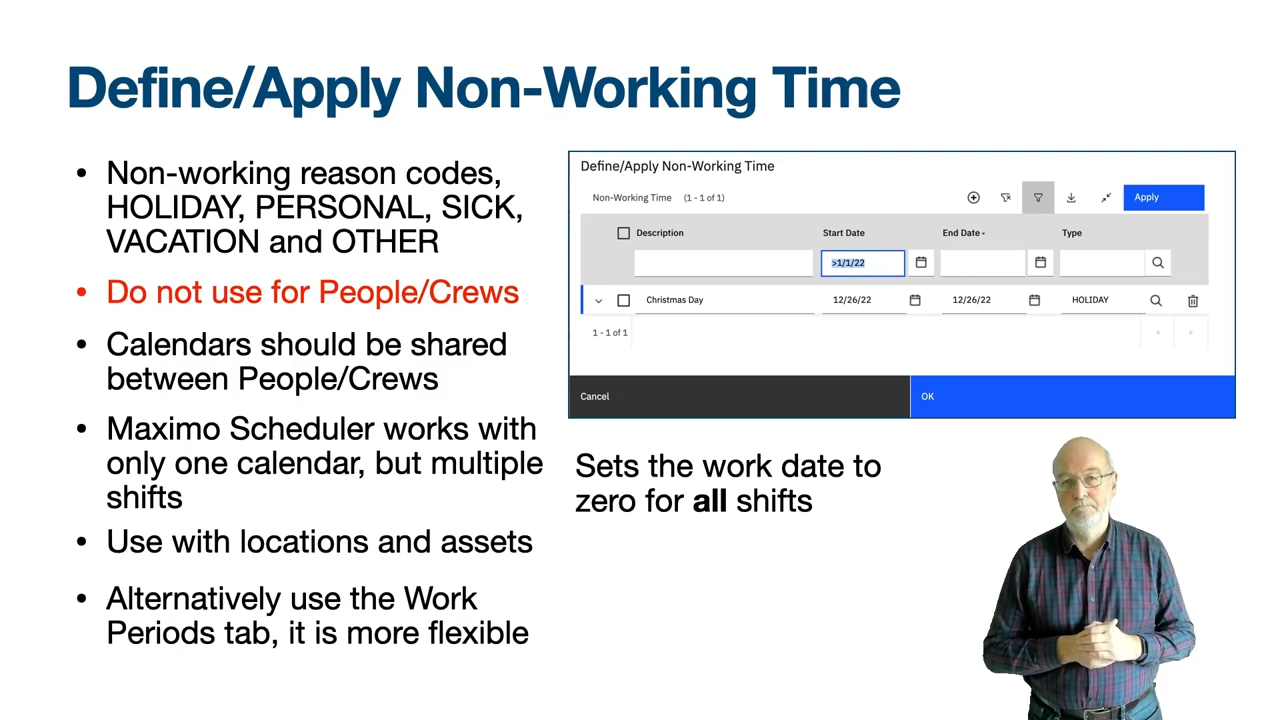 Define/Apply Non-Working Time
• Non-working reason codes,
HOLIDAY, PERSONAL, SICK,
VACATION and OTHER
• Do not use for People/Crews
• Calendars should be shared
between People/Crews
• Maximo Scheduler works with
only one calendar, but multiple
shifts
• Use with locations and assets
• Alternatively use the Work
Periods tab, it is more flexible
Define/Apply Non-Working Time
Non-Working Time (1 - 1 of 1) Apply
Description Start Date End Date Type
>1/1/22
Christmas Day 12/26/22 12/26/22 HOLIDAY
1 - 1 of 1
Cancel OK
Sets the work date to
zero for all shifts